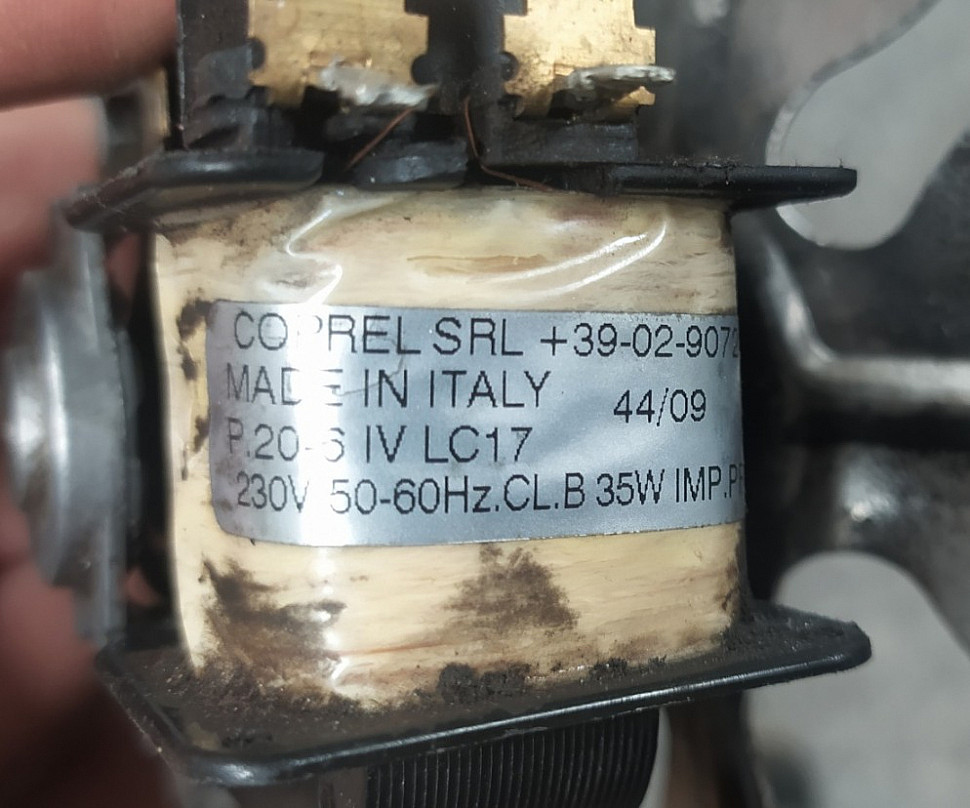 COPREL SRL +39-02-9072
MADE IN ITALY
44/09
P.20-6 IV LC17
230V 50-60Hz.CL.B 35W IMP.P